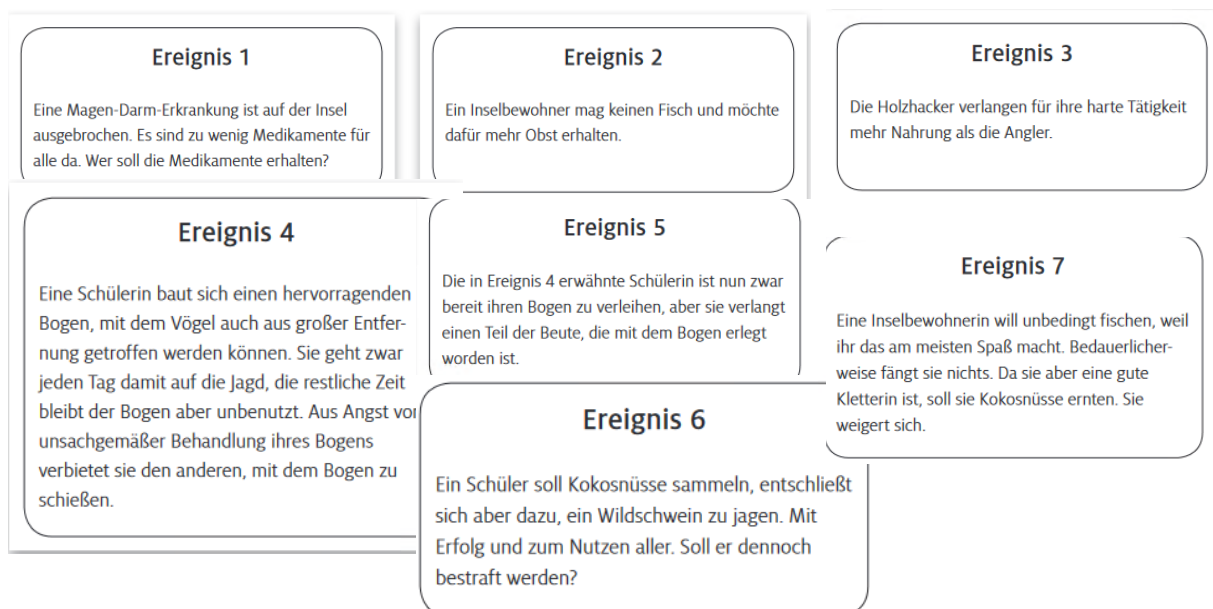 Ereignis 1
Eine Magen-Darm-Erkrankung ist auf der Insel
ausgebrochen. Es sind zu wenig Medikamente für
alle da. Wer soll die Medikamente erhalten?
Ereignis 2
Ein Inselbewohner mag keinen Fisch und möchte
dafür mehr Obst erhalten.
Ereignis 3
Die Holzhacker verlangen für ihre harte Tätigkeit
mehr Nahrung als die Angler.
Ereignis 4
Eine Schülerin baut sich einen hervorragenden
Bogen, mit dem Vögel auch aus großer Entfer-
nung getroffen werden können. Sie geht zwar
jeden Tag damit auf die Jagd, die restliche Zeit
bleibt der Bogen aber unbenutzt. Aus Angst vor
unsachgemäßer Behandlung ihres Bogens
verbietet sie den anderen, mit dem Bogen zu
schießen.
Ereignis 5
Die in Ereignis 4 erwähnte Schülerin ist nun zwar
bereit ihren Bogen zu verleihen, aber sie verlangt
einen Teil der Beute, die mit dem Bogen erlegt
worden ist.
Ereignis 6
Ein Schüler soll Kokosnüsse sammeln, entschließt
sich aber dazu, ein Wildschwein zu jagen. Mit
Erfolg und zum Nutzen aller. Soll er dennoch
bestraft werden?
Ereignis 7
Eine Inselbewohnerin will unbedingt fischen, weil
ihr das am meisten Spaß macht. Bedauerlicher-
weise fängt sie nichts. Da sie aber eine gute
Kletterin ist, soll sie Kokosnüsse ernten. Sie
weigert sich.